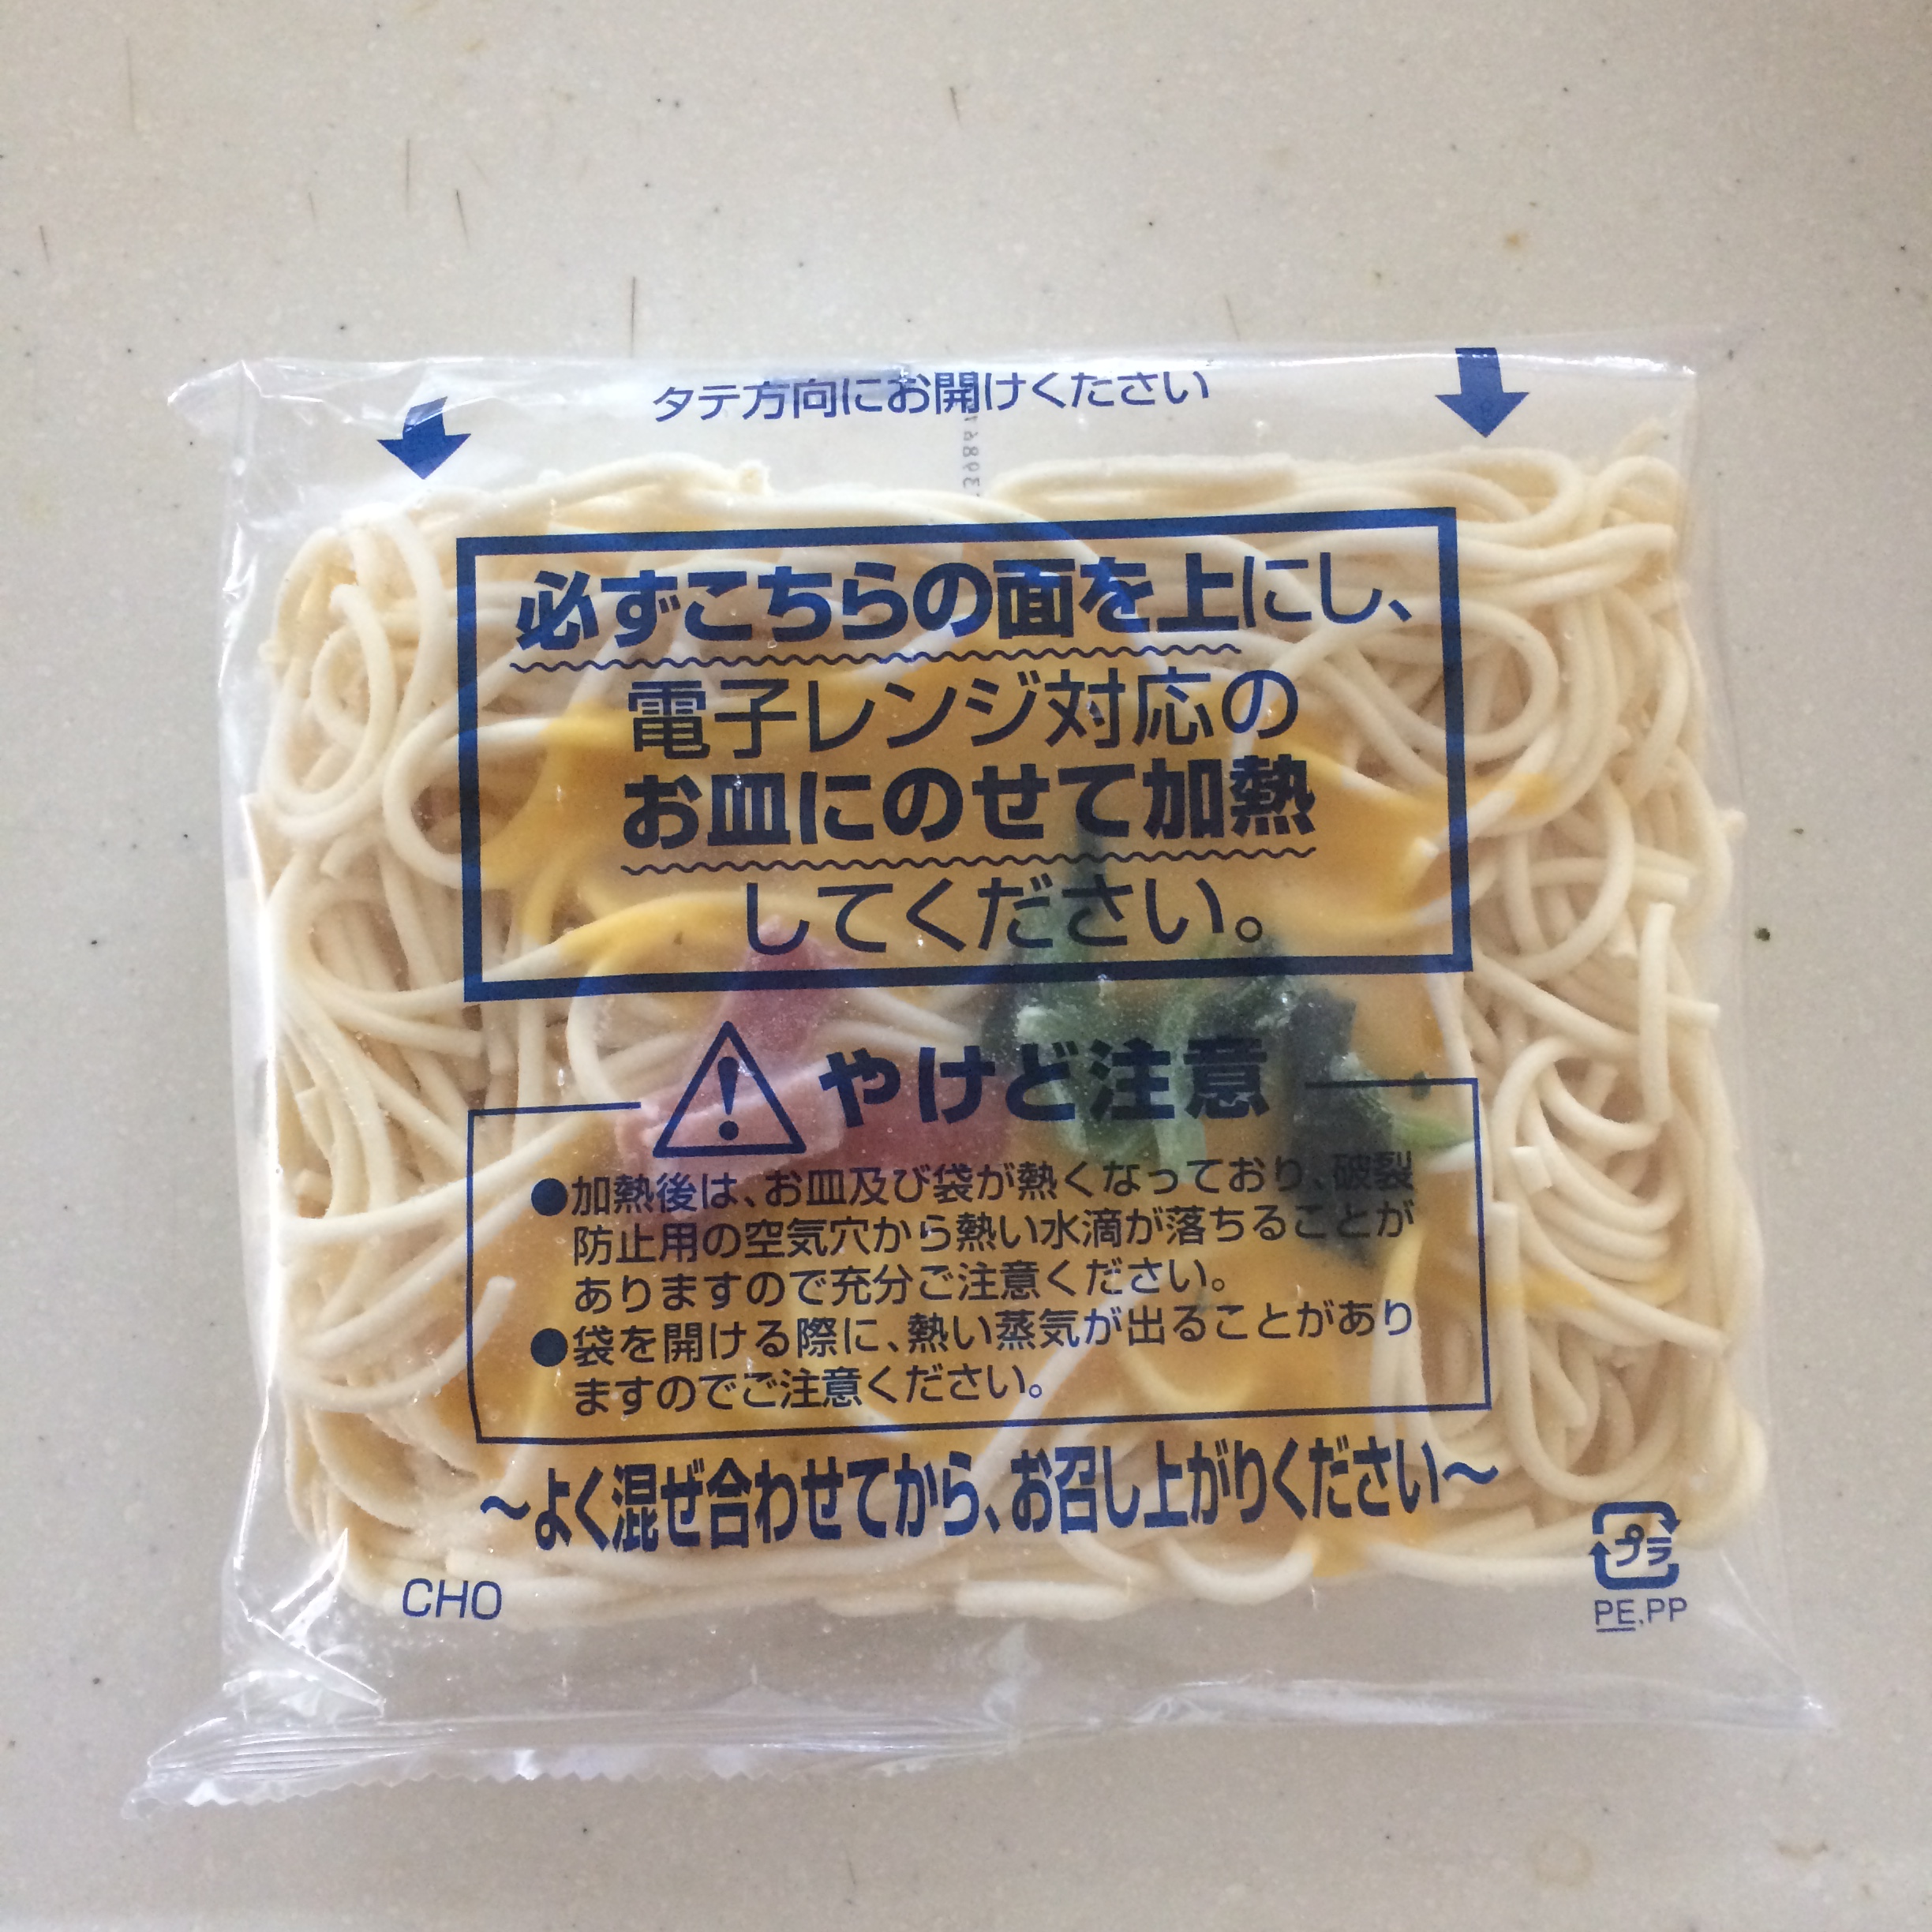 タテ方向にお開けください
必ずこちらの面を上にし、
電子レンジ対応の
お皿にのせて加熱
してください。
やけど注意
●加熱後は、お皿及び袋が熱くなっており、破裂
防止用の空気穴から熱い水滴が落ちることが
ありますので充分ご注意ください。
●袋を開ける際に、熱い蒸気が出ることがあり
ますのでご注意ください。
〜よく混ぜ合わせてから、お召し上がりください〜
CHO
プラ
PE,PP